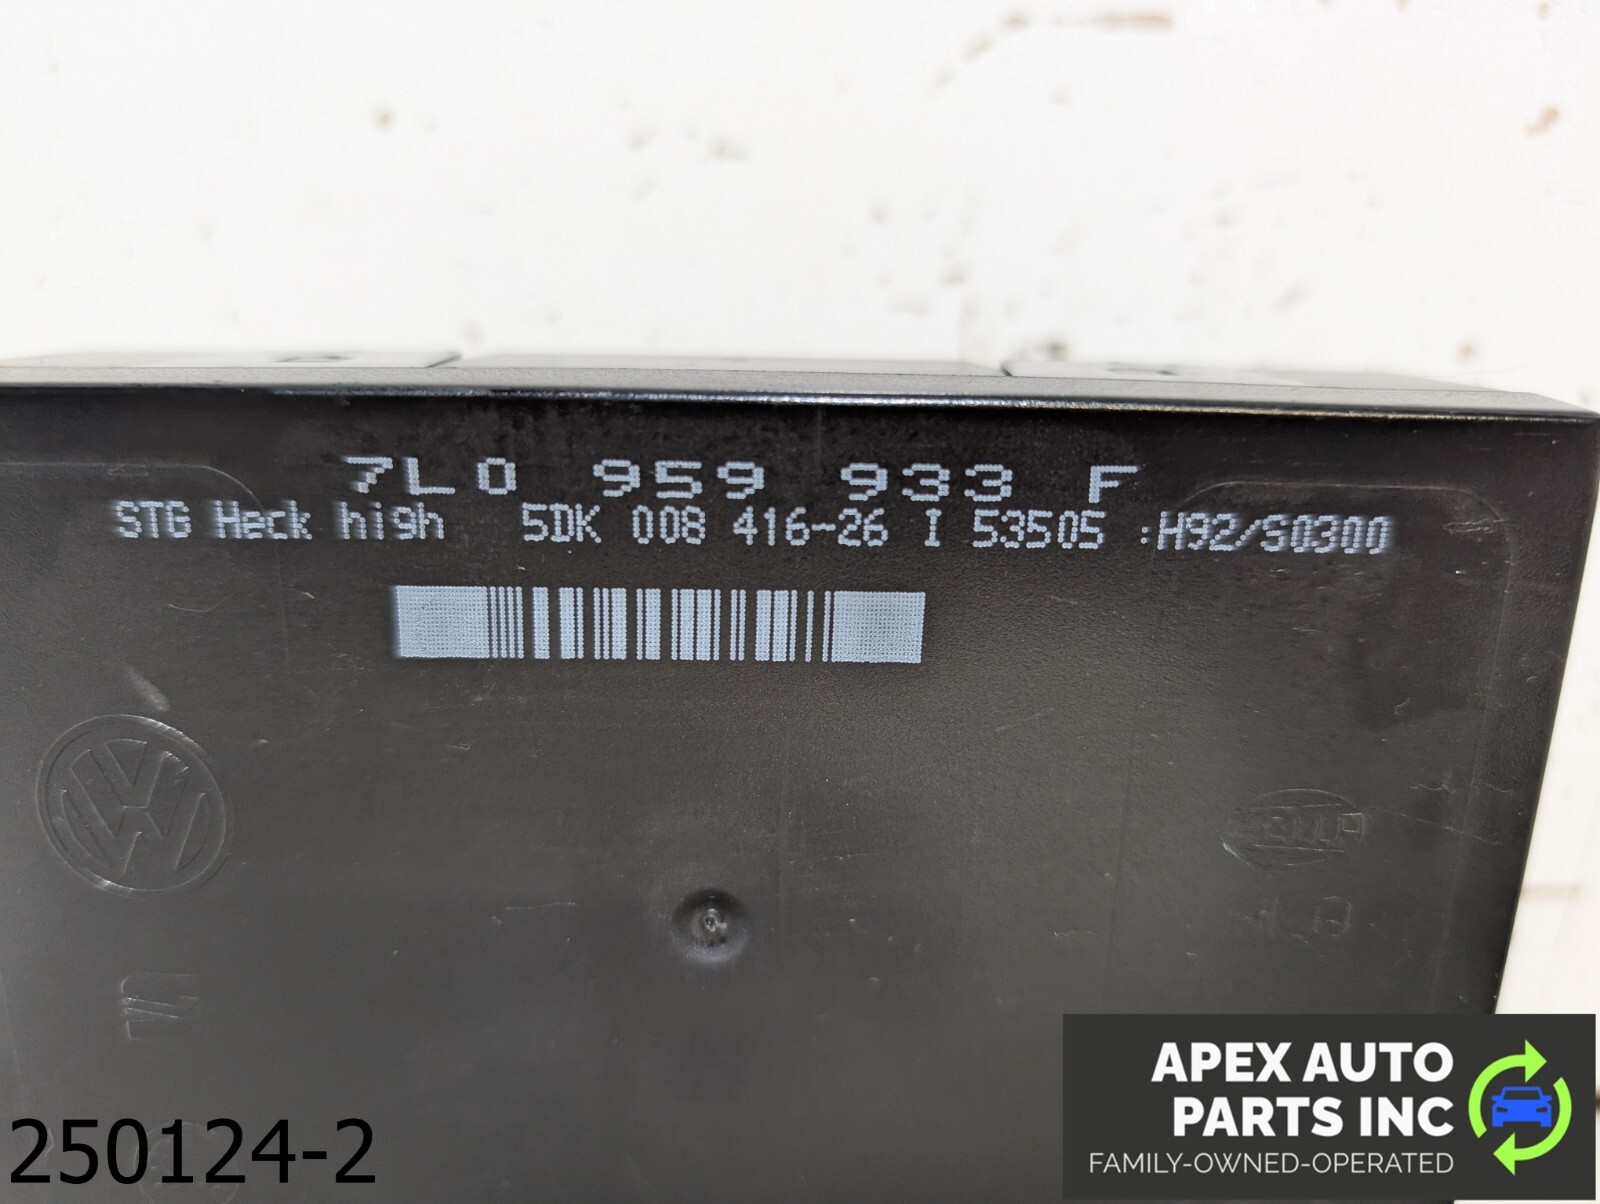 7L0 959 933 F
STG Heck high 5DK 008 416-26 I 53505 :H92/S0300
HELLA
250124-2
APEX AUTO
PARTS INC
FAMILY-OWNED-OPERATED